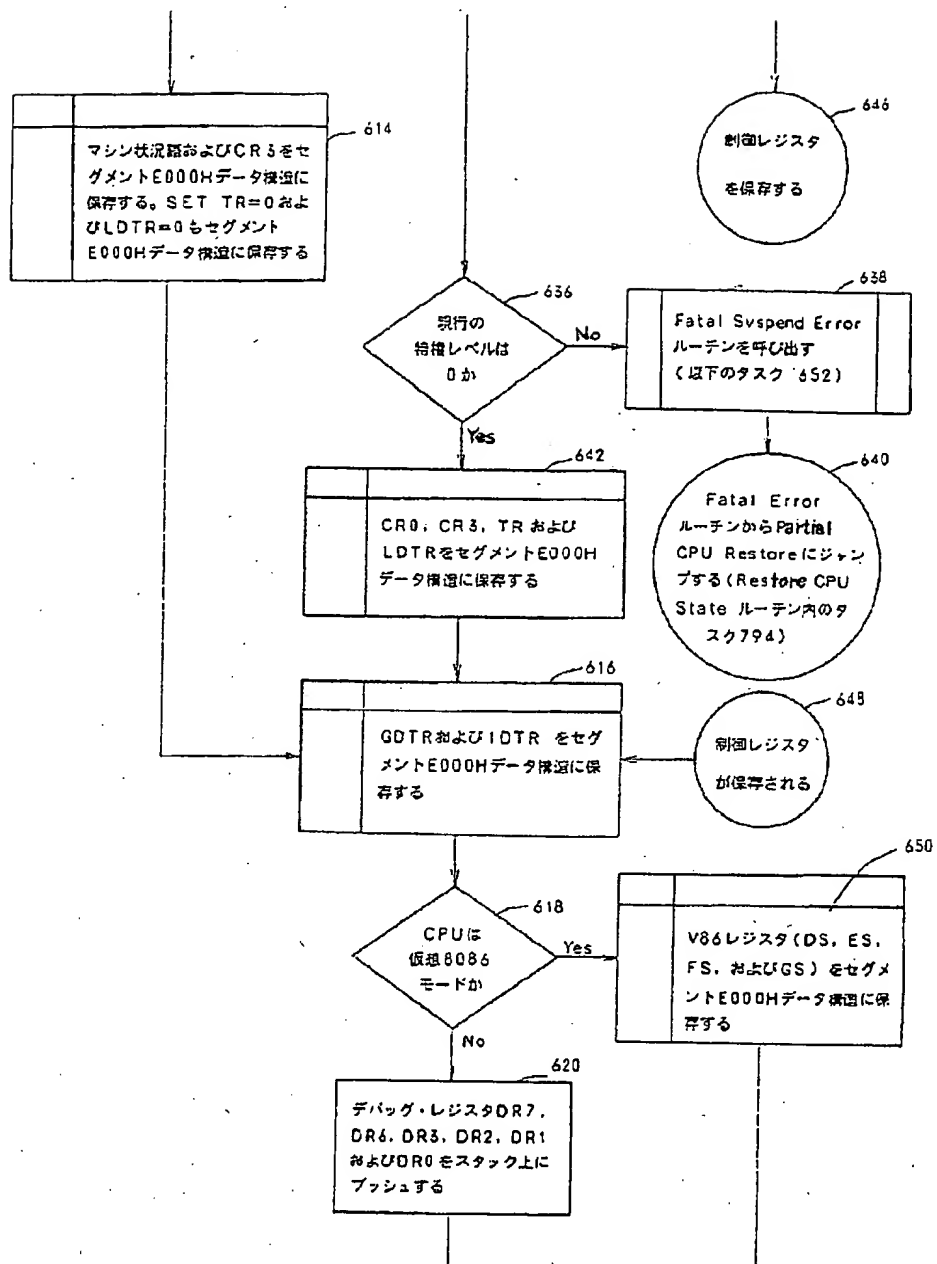 614
マシン状況語およびCR3をセ
グメントE000Hデータ構造に
保存する。SET TR=0およ
びLDTR=0もセグメント
E000Hデータ構造に保存する
646
制御レジスタ
を保存する
636
現行の
特権レベルは
0か
No
Yes
638
Fatal Suspend Error
ルーチンを呼び出す
(以下のタスク 652)
640
Fatal Error
ルーチンからPartial
CPU Restoreにジャン
プする(Restore CPU
State ルーチン内のタ
スク794)
642
CR0, CR3, TR および
LDTRをセグメントE000H
データ構造に保存する
616
GDTRおよびIDTR をセグ
メントE000Hデータ構造に保
存する
648
制御レジスタ
が保存される
618
CPUは
仮想8086
モードか
Yes
No
650
V86レジスタ(DS, ES,
FS, およびGS) をセグメ
ントE000Hデータ構造に保
存する
620
デバッグ・レジスタDR7,
DR6, DR3, DR2, DR1
およびDR0をスタック上に
プッシュする